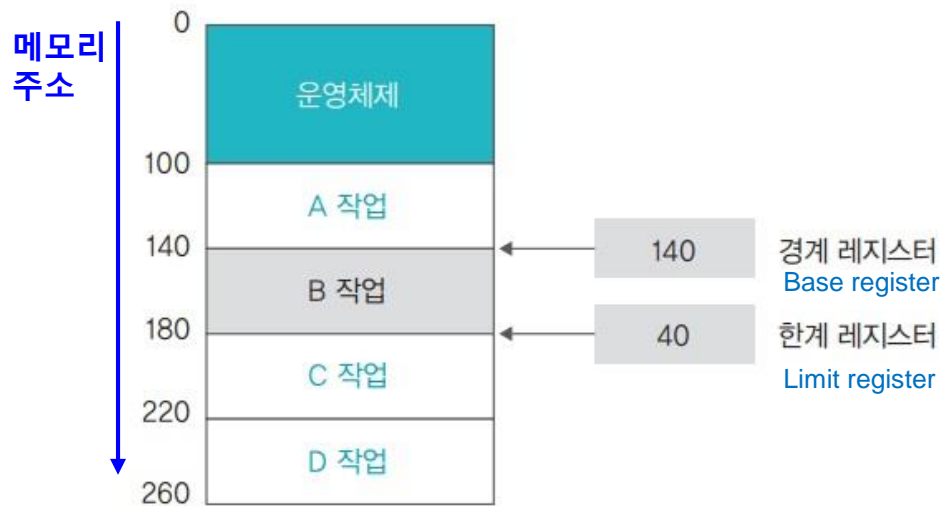 메모리
주소
0
운영체제
100
A 작업
140
140
경계 레지스터
Base register
B 작업
180
40
한계 레지스터
Limit register
C 작업
220
D 작업
260